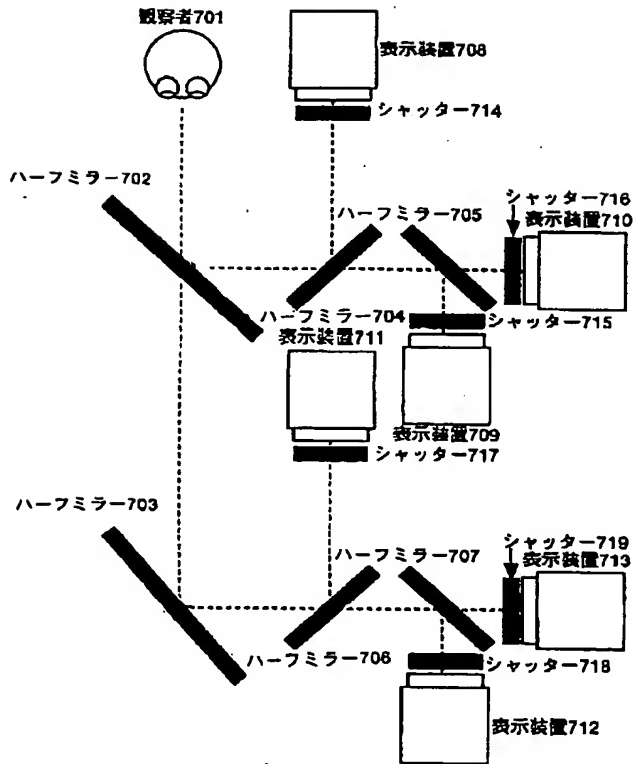 観察者701
表示装置708
シャッター714
ハーフミラー702
ハーフミラー705
シャッター716
表示装置710
ハーフミラー704
シャッター715
表示装置711
表示装置709
シャッター717
ハーフミラー703
ハーフミラー707
シャッター719
表示装置713
ハーフミラー706
シャッター718
表示装置712